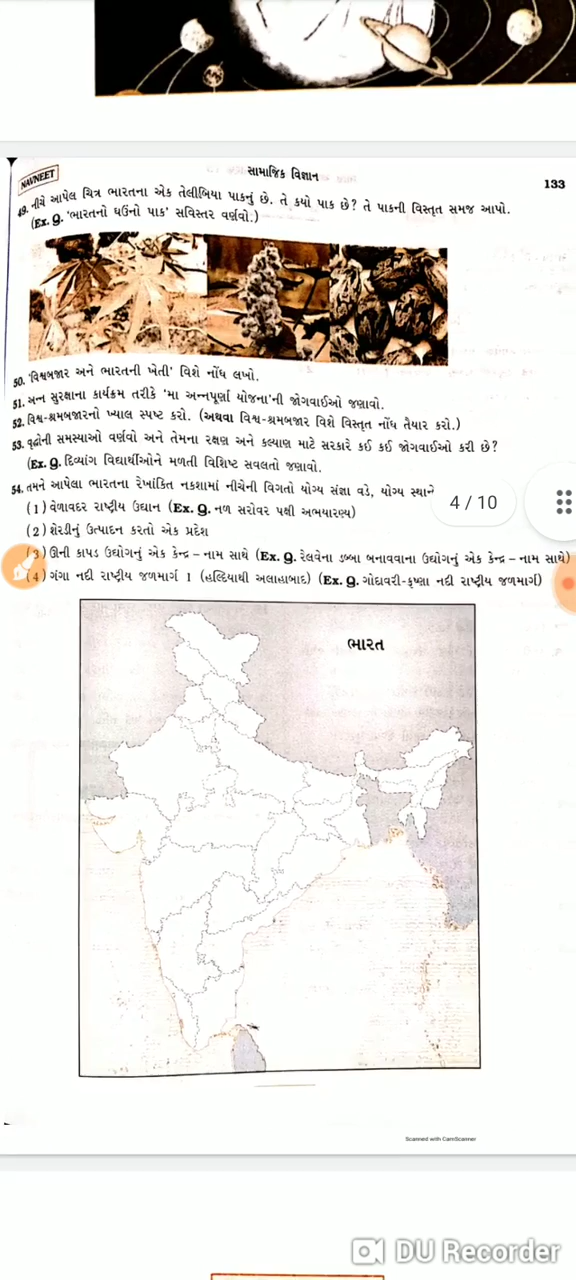 NAVNEET
સામાજિક વિજ્ઞાન
133
49. નીચે આપેલ ચિત્ર ભારતના એક તેલીબિયા પાકનું છે. તે કયો પાક છે? તે પાકની વિસ્તૃત સમજ આપો.
(Ex. g. 'ભારતનો ઘઉંનો પાક' સવિસ્તર વર્ણવો.)
50. 'વિશ્વબજાર અને ભારતની ખેતી' વિશે નોંધ લખો.
51. અન્ન સુરક્ષાના કાર્યક્રમ તરીકે 'મા અન્નપૂર્ણા યોજના'ની જોગવાઈઓ જણાવો.
52. વિશ્વ-શ્રમબજારનો ખ્યાલ સ્પષ્ટ કરો. (અથવા વિશ્વ-શ્રમબજાર વિશે વિસ્તૃત નોંધ તૈયાર કરો.)
53. વૃદ્ધોની સમસ્યાઓ વર્ણવો અને તેમના રક્ષણ અને કલ્યાણ માટે સરકારે કઈ કઈ જોગવાઈઓ કરી છે?
(Ex. g. દિવ્યાંગ વિદ્યાર્થીઓને મળતી વિશિષ્ટ સવલતો જણાવો.
54. તમને આપેલા ભારતના રેખાંકિત નકશામાં નીચેની વિગતો યોગ્ય સંજ્ઞા વડે, યોગ્ય સ્થાને
4 / 10
(1) વેળાવદર રાષ્ટ્રીય ઉદ્યાન (Ex. g. નળ સરોવર પક્ષી અભયારણ્ય)
(2) શેરડીનું ઉત્પાદન કરતો એક પ્રદેશ
(3) ઊની કાપડ ઉદ્યોગનું એક કેન્દ્ર – નામ સાથે (Ex. g. રેલવેના ડબ્બા બનાવવાના ઉદ્યોગનું એક કેન્દ્ર – નામ સાથે)
(4) ગંગા નદી રાષ્ટ્રીય જળમાર્ગ 1 (હલ્દિયાથી અલાહાબાદ) (Ex. g. ગોદાવરી-કૃષ્ણા નદી રાષ્ટ્રીય જળમાર્ગ)
ભારત
Scanned with CamScanner
DU Recorder